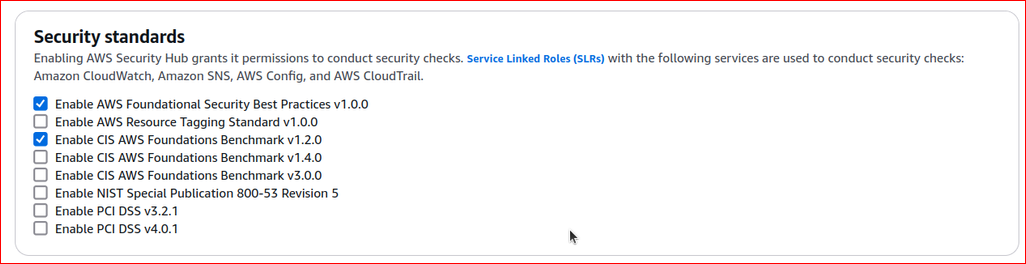 Security standards
Enabling AWS Security Hub grants it permissions to conduct security checks. Service Linked Roles (SLRs) with the following services are used to conduct security checks:
Amazon CloudWatch, Amazon SNS, AWS Config, and AWS CloudTrail.
Enable AWS Foundational Security Best Practices v1.0.0
Enable AWS Resource Tagging Standard v1.0.0
Enable CIS AWS Foundations Benchmark v1.2.0
Enable CIS AWS Foundations Benchmark v1.4.0
Enable CIS AWS Foundations Benchmark v3.0.0
Enable NIST Special Publication 800-53 Revision 5
Enable PCI DSS v3.2.1
Enable PCI DSS v4.0.1